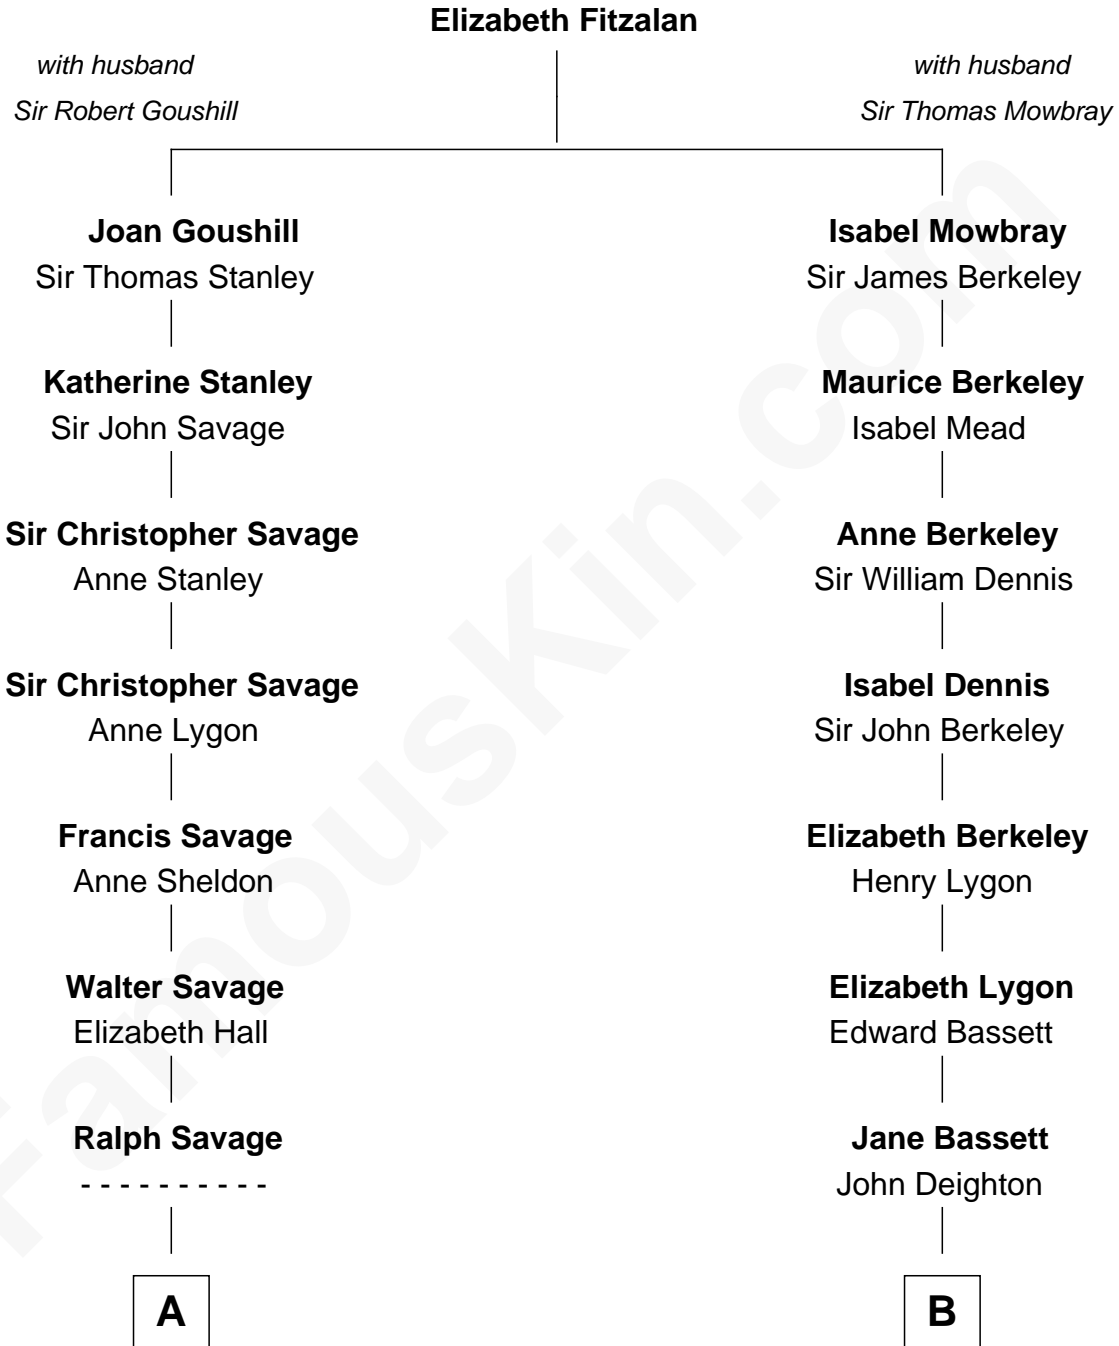 Elizabeth Fitzalan
with husband
Sir Robert Goushill
with husband
Sir Thomas Mowbray
Joan Goushill
Sir Thomas Stanley
Isabel Mowbray
Sir James Berkeley
Katherine Stanley
Sir John Savage
Maurice Berkeley
Isabel Mead
Sir Christopher Savage
Anne Stanley
Anne Berkeley
Sir William Dennis
Sir Christopher Savage
Anne Lygon
Isabel Dennis
Sir John Berkeley
Francis Savage
Anne Sheldon
Elizabeth Berkeley
Henry Lygon
Walter Savage
Elizabeth Hall
Elizabeth Lygon
Edward Bassett
Ralph Savage
- - - - - - - - - -
Jane Bassett
John Deighton
A
B
FamousKin.com